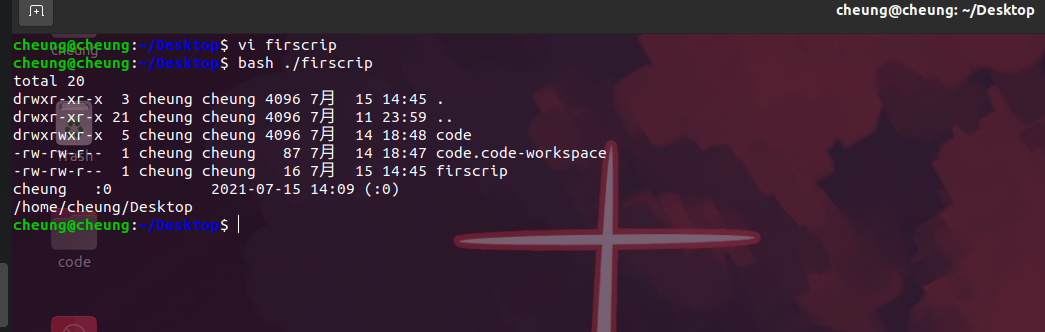 cheung@cheung: ~/Desktop
cheung@cheung:~/Desktop$ vi firscrip
cheung@cheung:~/Desktop$ bash ./firscrip
total 20
drwxr-xr-x  3 cheung cheung 4096 7月  15 14:45 .
drwxr-xr-x 21 cheung cheung 4096 7月  11 23:59 ..
drwxrwxr-x  5 cheung cheung 4096 7月  14 18:48 code
-rw-rw-r--  1 cheung cheung   87 7月  14 18:47 code.code-workspace
-rw-rw-r--  1 cheung cheung   16 7月  15 14:45 firscrip
cheung   :0           2021-07-15 14:09 (:0)
/home/cheung/Desktop
cheung@cheung:~/Desktop$
cheung
Trash
code